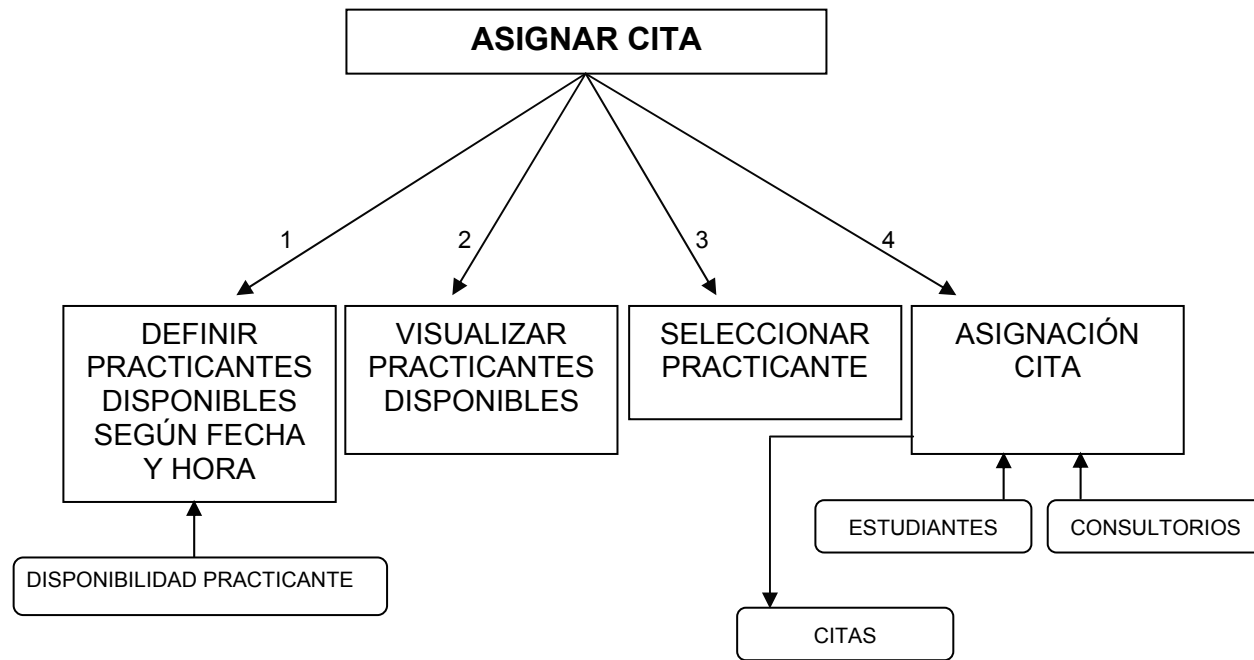 ASIGNAR CITA
1
2
3
4
DEFINIR
PRACTICANTES
DISPONIBLES
SEGÚN FECHA
Y HORA
VISUALIZAR
PRACTICANTES
DISPONIBLES
SELECCIONAR
PRACTICANTE
ASIGNACIÓN
CITA
ESTUDIANTES
CONSULTORIOS
DISPONIBILIDAD PRACTICANTE
CITAS